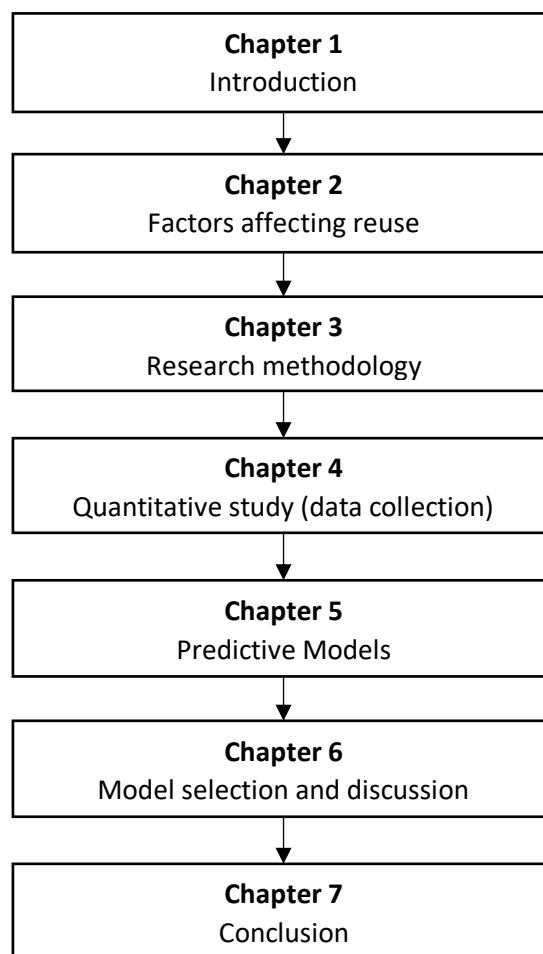 Chapter 1
Introduction
Chapter 2
Factors affecting reuse
Chapter 3
Research methodology
Chapter 4
Quantitative study (data collection)
Chapter 5
Predictive Models
Chapter 6
Model selection and discussion
Chapter 7
Conclusion